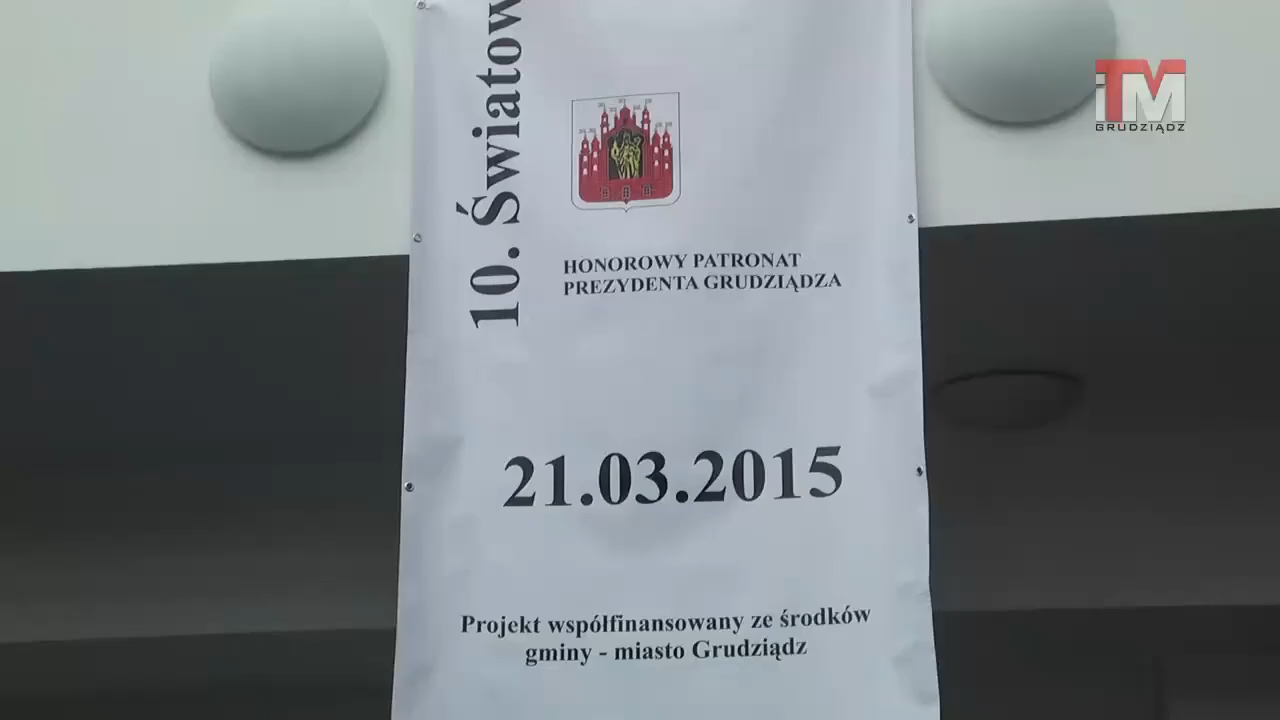 10. Światow
HONOROWY PATRONAT
PREZYDENTA GRUDZIĄDZA
21.03.2015
Projekt współfinansowany ze środków
gminy - miasto Grudziądz
iTM
GRUDZIĄDZ